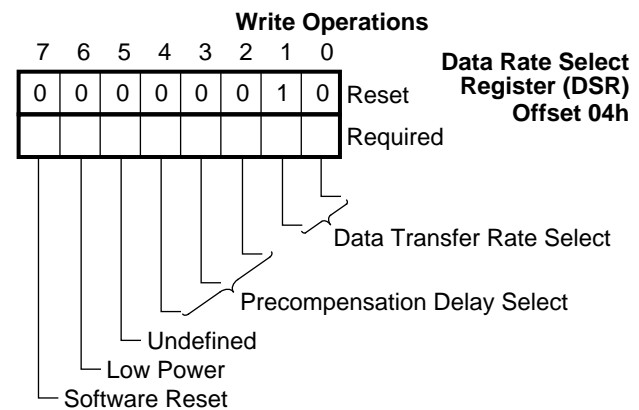 Write Operations
7 6 5 4 3 2 1 0
Data Rate Select
Register (DSR)
Offset 04h
0 0 0 0 0 0 1 0 Reset
Required
Data Transfer Rate Select
Precompensation Delay Select
Undefined
Low Power
Software Reset